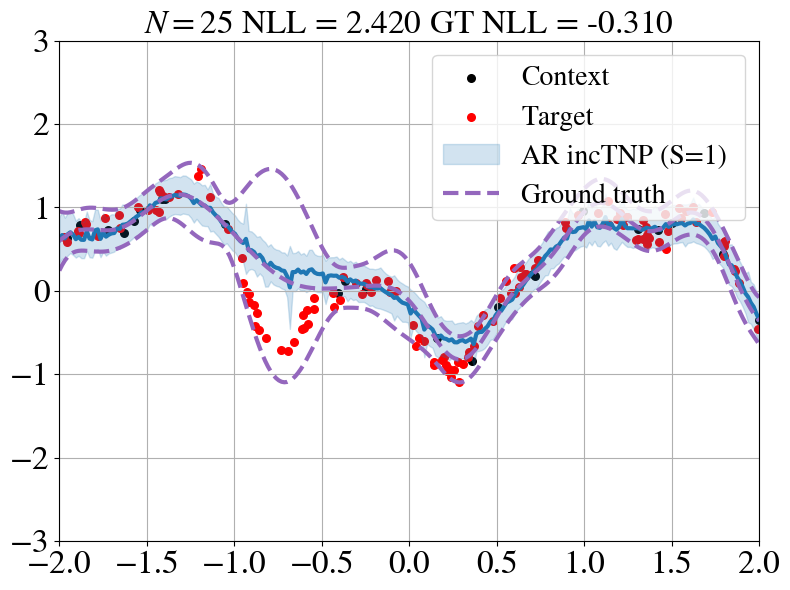 N = 25 NLL = 2.420 GT NLL = -0.310
3
2
1
0
−1
−2
−3
Context
Target
AR incTNP (S=1)
Ground truth
−2.0 −1.5 −1.0 −0.5 0.0 0.5 1.0 1.5 2.0